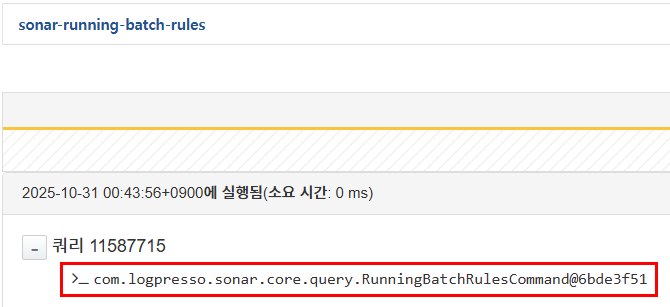 sonar-running-batch-rules
2025-10-31 00:43:56+0900에 실행됨(소요 시간: 0 ms)
- 쿼리 11587715
>_ com.logpresso.sonar.core.query.RunningBatchRulesCommand@6bde3f51